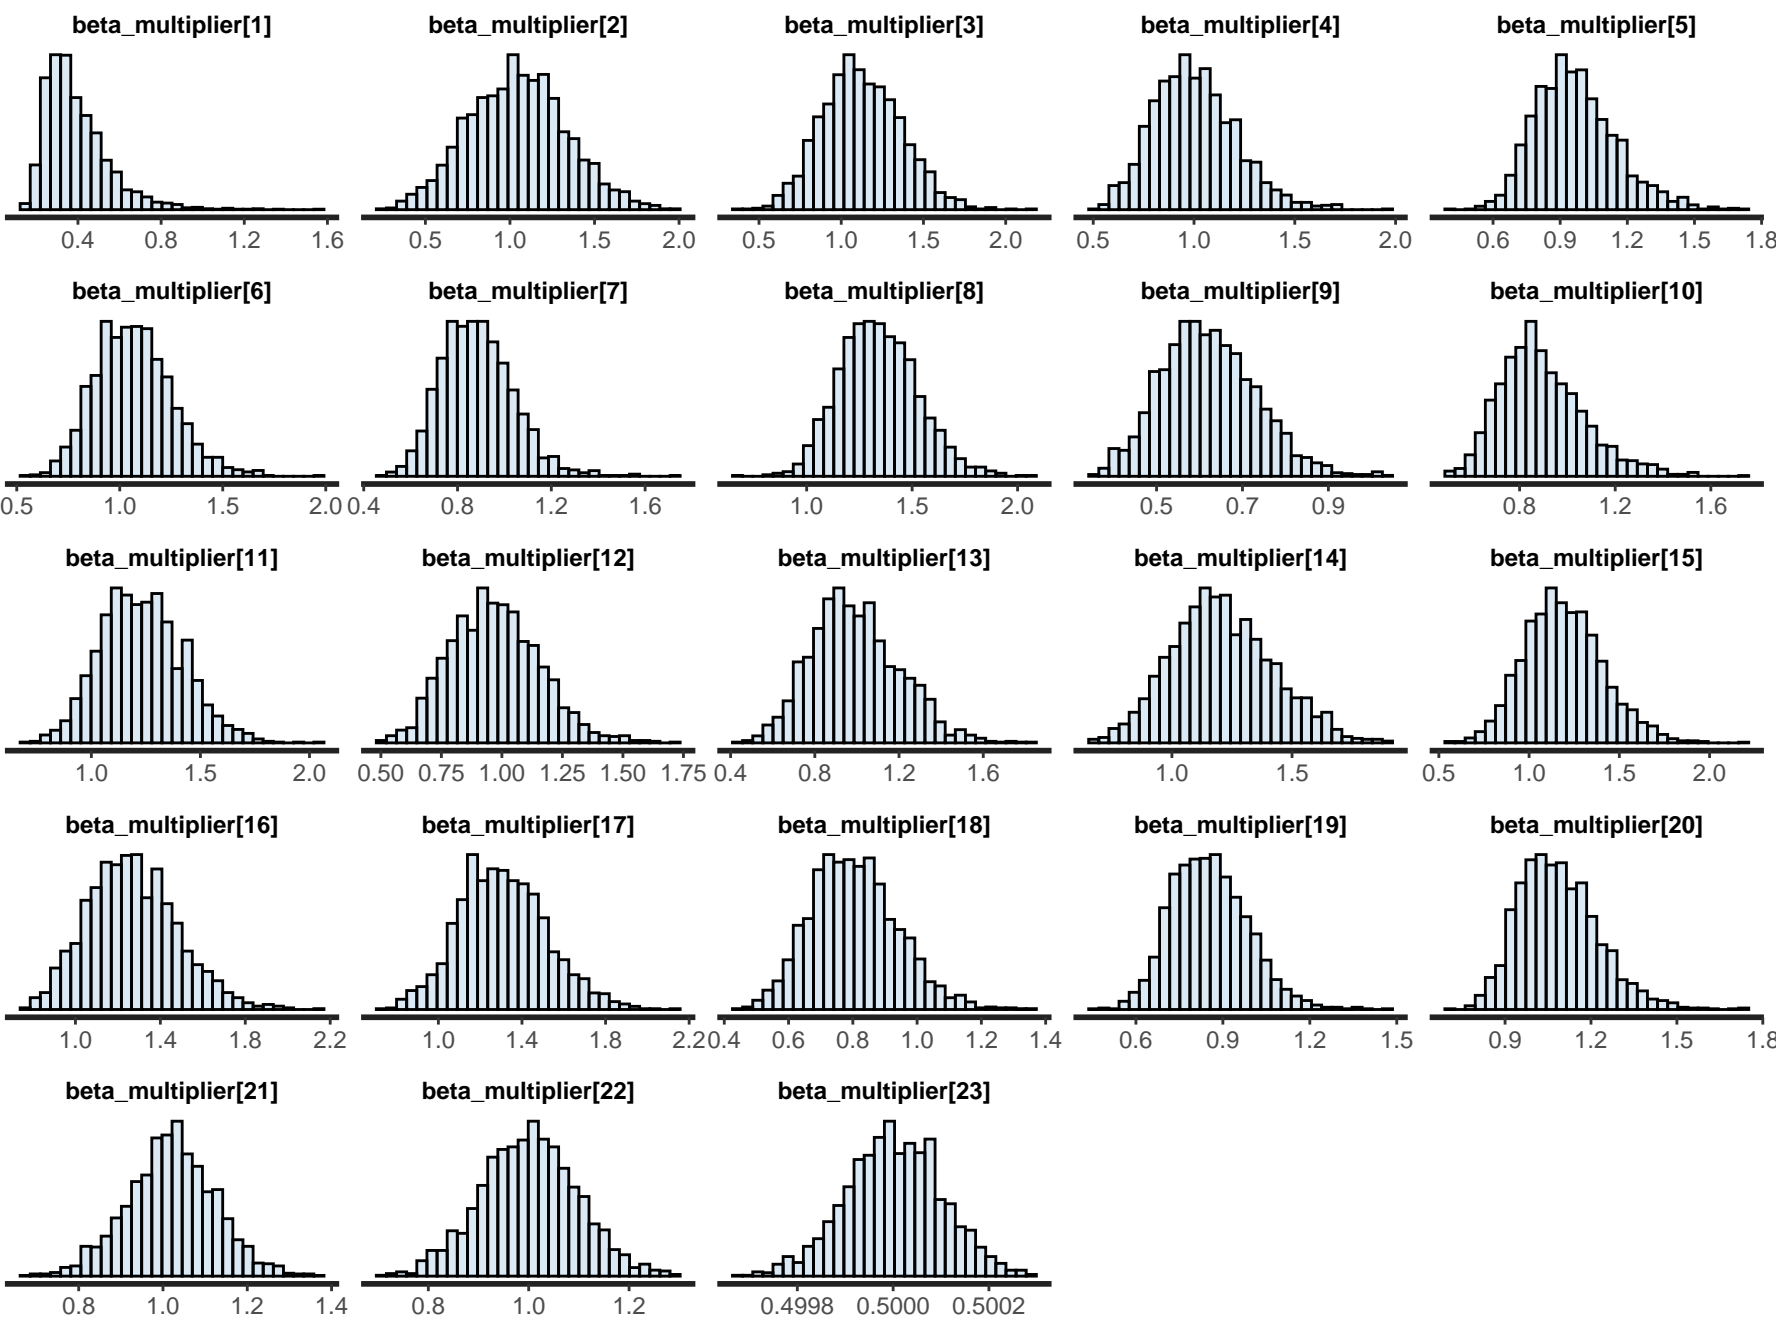 beta_multiplier[1] beta_multiplier[2] beta_multiplier[3] beta_multiplier[4] beta_multiplier[5]
0.4 0.8 1.2 1.6 0.5 1.0 1.5 2.0 0.5 1.0 1.5 2.0 0.5 1.0 1.5 2.0 0.6 0.9 1.2 1.5 1.8
beta_multiplier[6] beta_multiplier[7] beta_multiplier[8] beta_multiplier[9] beta_multiplier[10]
0.5 1.0 1.5 2.0 0.4 0.8 1.2 1.6 1.0 1.5 2.0 0.5 0.7 0.9 0.8 1.2 1.6
beta_multiplier[11] beta_multiplier[12] beta_multiplier[13] beta_multiplier[14] beta_multiplier[15]
1.0 1.5 2.0 0.50 0.75 1.00 1.25 1.50 1.75 0.4 0.8 1.2 1.6 1.0 1.5 0.5 1.0 1.5 2.0
beta_multiplier[16] beta_multiplier[17] beta_multiplier[18] beta_multiplier[19] beta_multiplier[20]
1.0 1.4 1.8 2.2 1.0 1.4 1.8 2.2 0.4 0.6 0.8 1.0 1.2 1.4 0.6 0.9 1.2 1.5 0.9 1.2 1.5 1.8
beta_multiplier[21] beta_multiplier[22] beta_multiplier[23]
0.8 1.0 1.2 1.4 0.8 1.0 1.2 0.4998 0.5000 0.5002